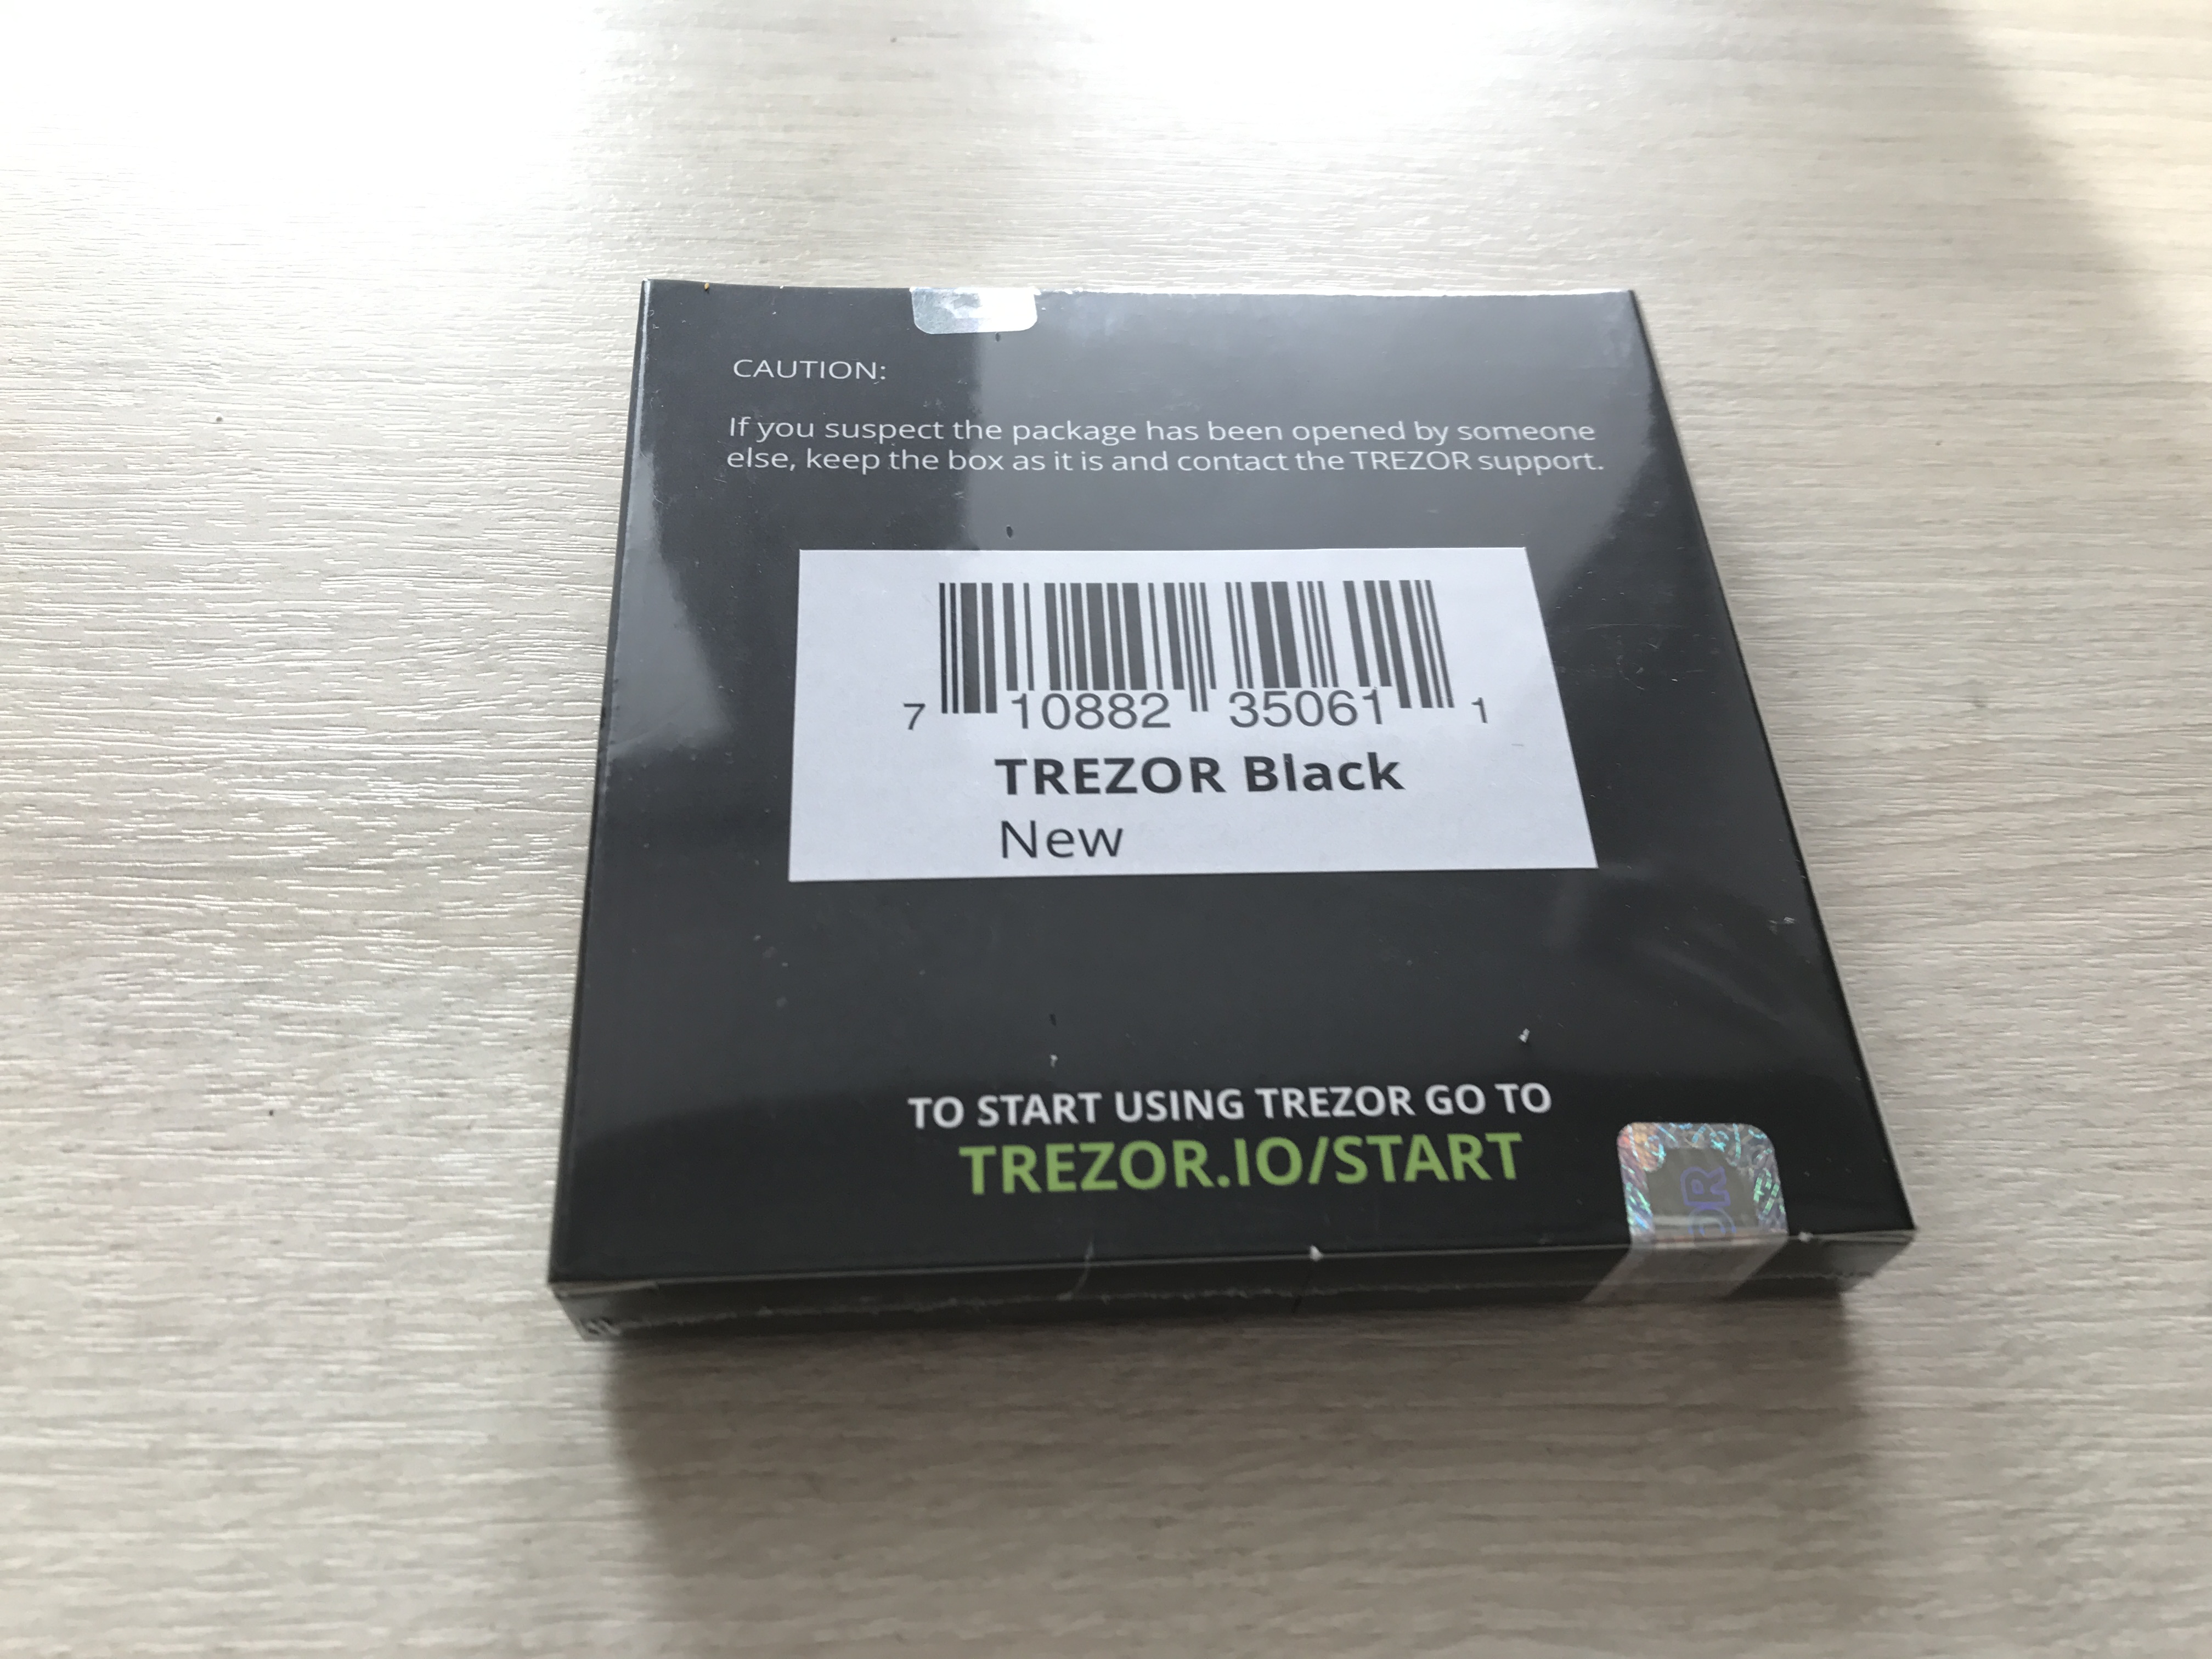 CAUTION:
If you suspect the package has been opened by someone
else, keep the box as it is and contact the TREZOR support.
7 10882 35061 1
TREZOR Black
New
TO START USING TREZOR GO TO
TREZOR.IO/START
OR